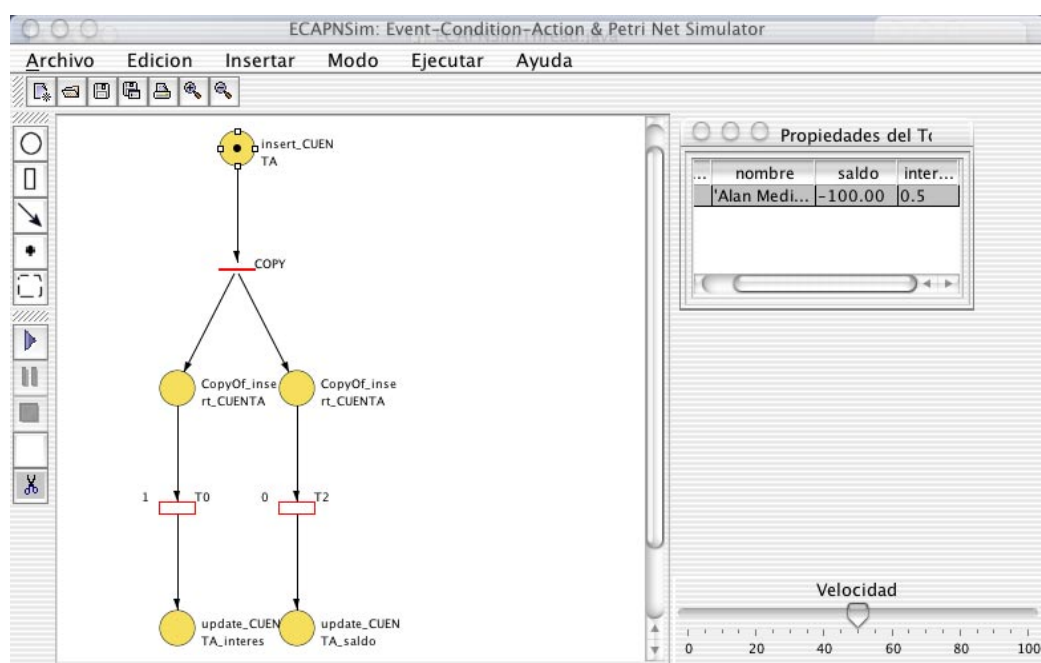 ECAPNSim: Event-Condition-Action & Petri Net Simulator
Archivo Edicion Insertar Modo Ejecutar Ayuda
insert_CUEN
TA
COPY
CopyOf_inse
rt_CUENTA
CopyOf_inse
rt_CUENTA
1 T0
0 T2
update_CUEN
TA_interes
update_CUEN
TA_saldo
Propiedades del To
... nombre saldo inter...
'Alan Medi... -100.00 0.5
Velocidad
0 20 40 60 80 100